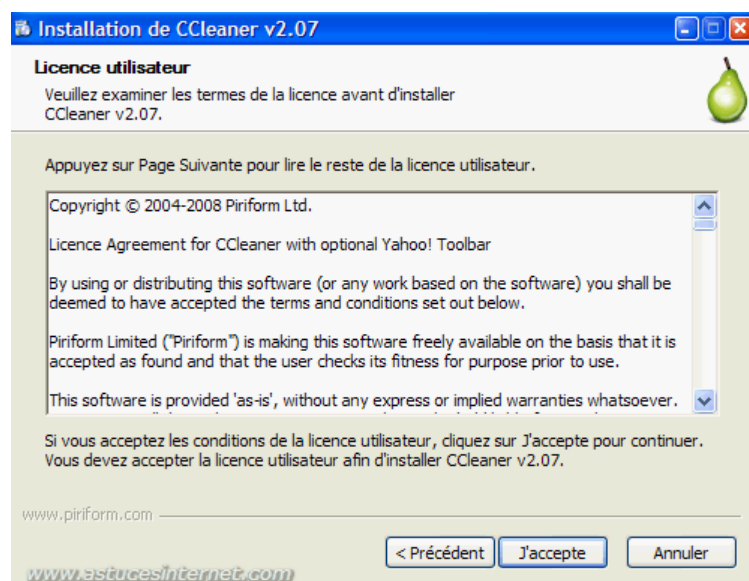 Installation de CCleaner v2.07
Licence utilisateur
Veuillez examiner les termes de la licence avant d'installer
CCleaner v2.07.
Appuyez sur Page Suivante pour lire le reste de la licence utilisateur.
Copyright © 2004-2008 Piriform Ltd.
Licence Agreement for CCleaner with optional Yahoo! Toolbar
By using or distributing this software (or any work based on the software) you shall be
deemed to have accepted the terms and conditions set out below.
Piriform Limited ("Piriform") is making this software freely available on the basis that it is
accepted as found and that the user checks its fitness for purpose prior to use.
This software is provided 'as-is', without any express or implied warranties whatsoever.
Si vous acceptez les conditions de la licence utilisateur, cliquez sur J'accepte pour continuer.
Vous devez accepter la licence utilisateur afin d'installer CCleaner v2.07.
www.piriform.com
< Précédent J'accepte Annuler
www.astucesinternet.com